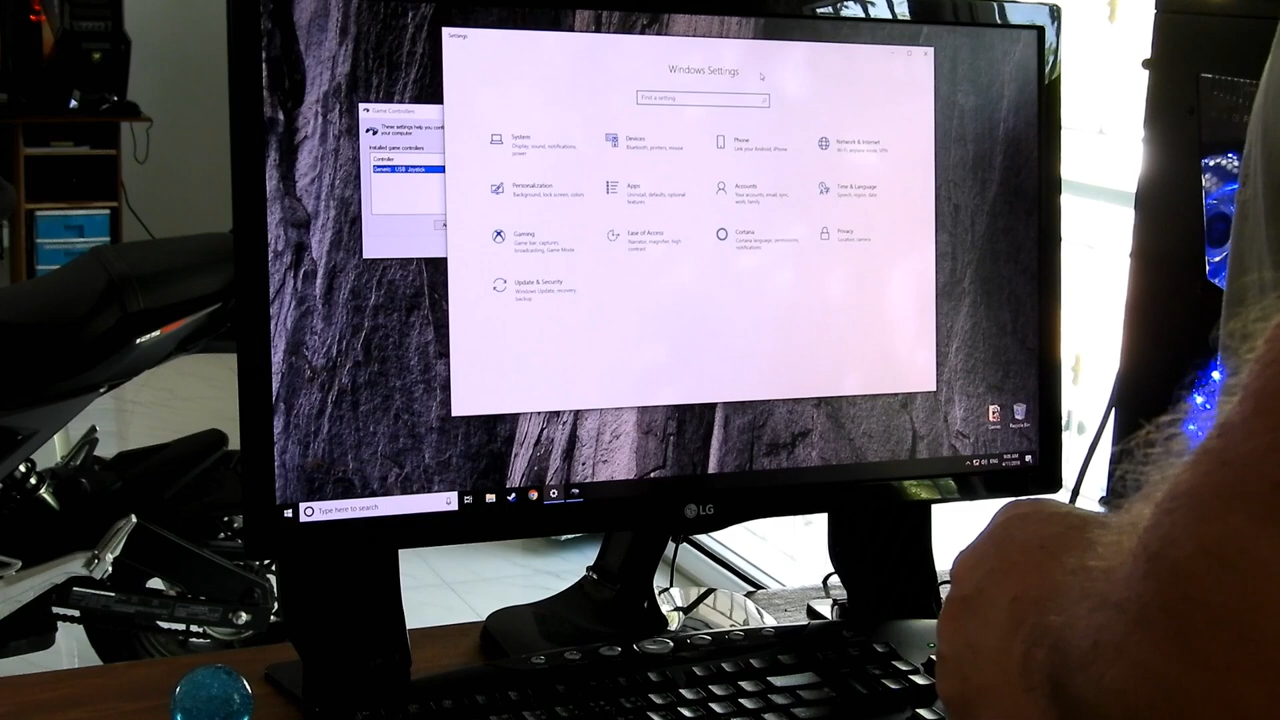 Settings
Windows Settings
Find a setting
Game Controllers
These settings help you
your computer.
Installed game controllers
Controller
Generic USB Joystick
System
Display, sound, notifications,
power
Devices
Bluetooth, printers, mouse
Phone
Link your Android, iPhone
Network & Internet
Wi-Fi, airplane mode, VPN
Personalization
Background, lock screen, colors
Apps
Uninstall, defaults, optional
features
Accounts
Your accounts, email, sync,
work, family
Time & Language
Speech, region, date
Gaming
Game bar, captures,
broadcasting, Game Mode
Ease of Access
Narrator, magnifier, high
contrast
Cortana
Cortana language, permissions,
notifications
Privacy
Location, camera
Update & Security
Windows Update, recovery,
backup
Games
Recycle Bin
Type here to search
ENG
LG